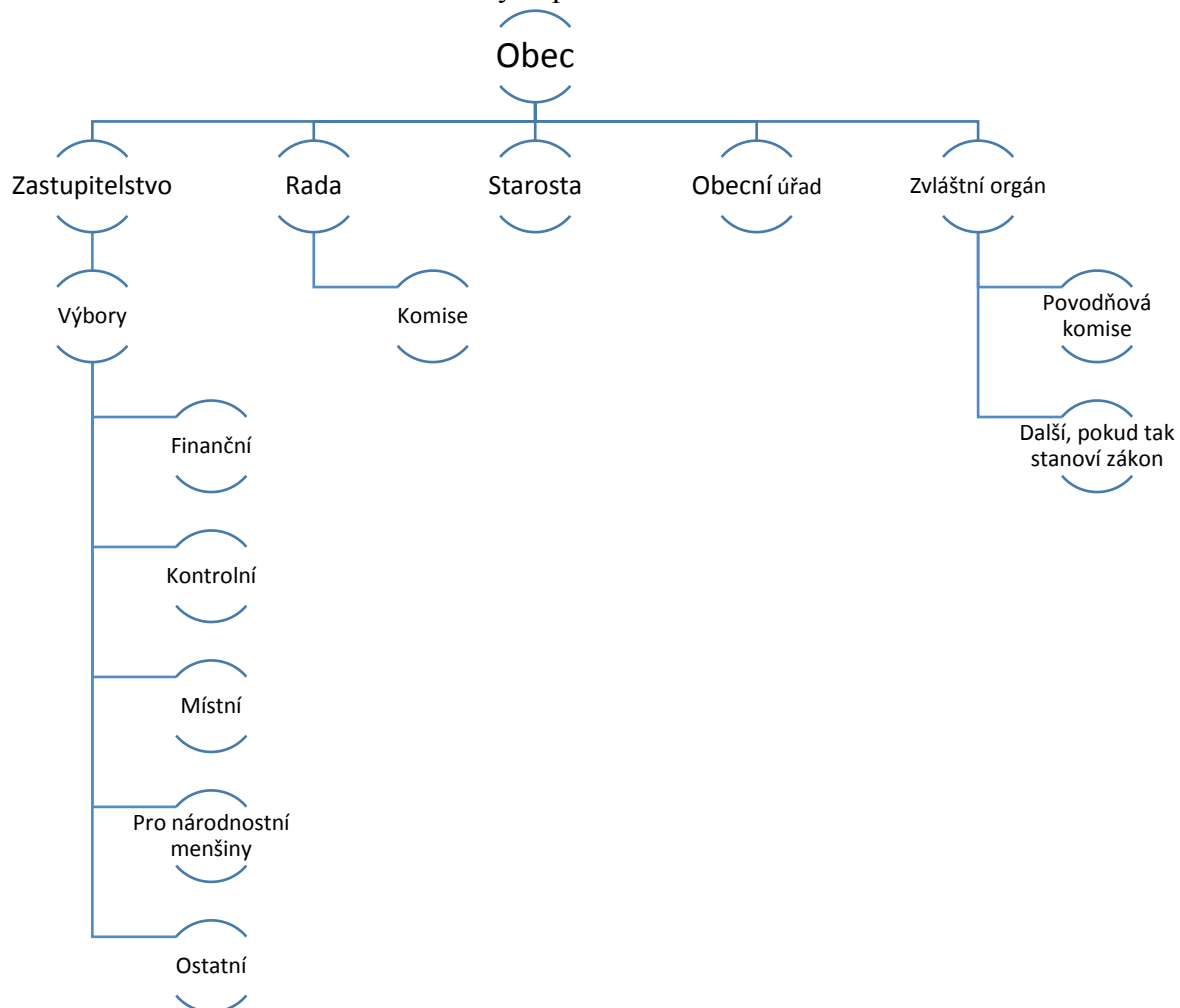 Obec
Zastupitelstvo
Rada
Starosta
Obecní úřad
Zvláštní orgán
Výbory
Komise
Povodňová
komise
Finanční
Další, pokud tak
stanoví zákon
Kontrolní
Místní
Pro národnostní
menšiny
Ostatní